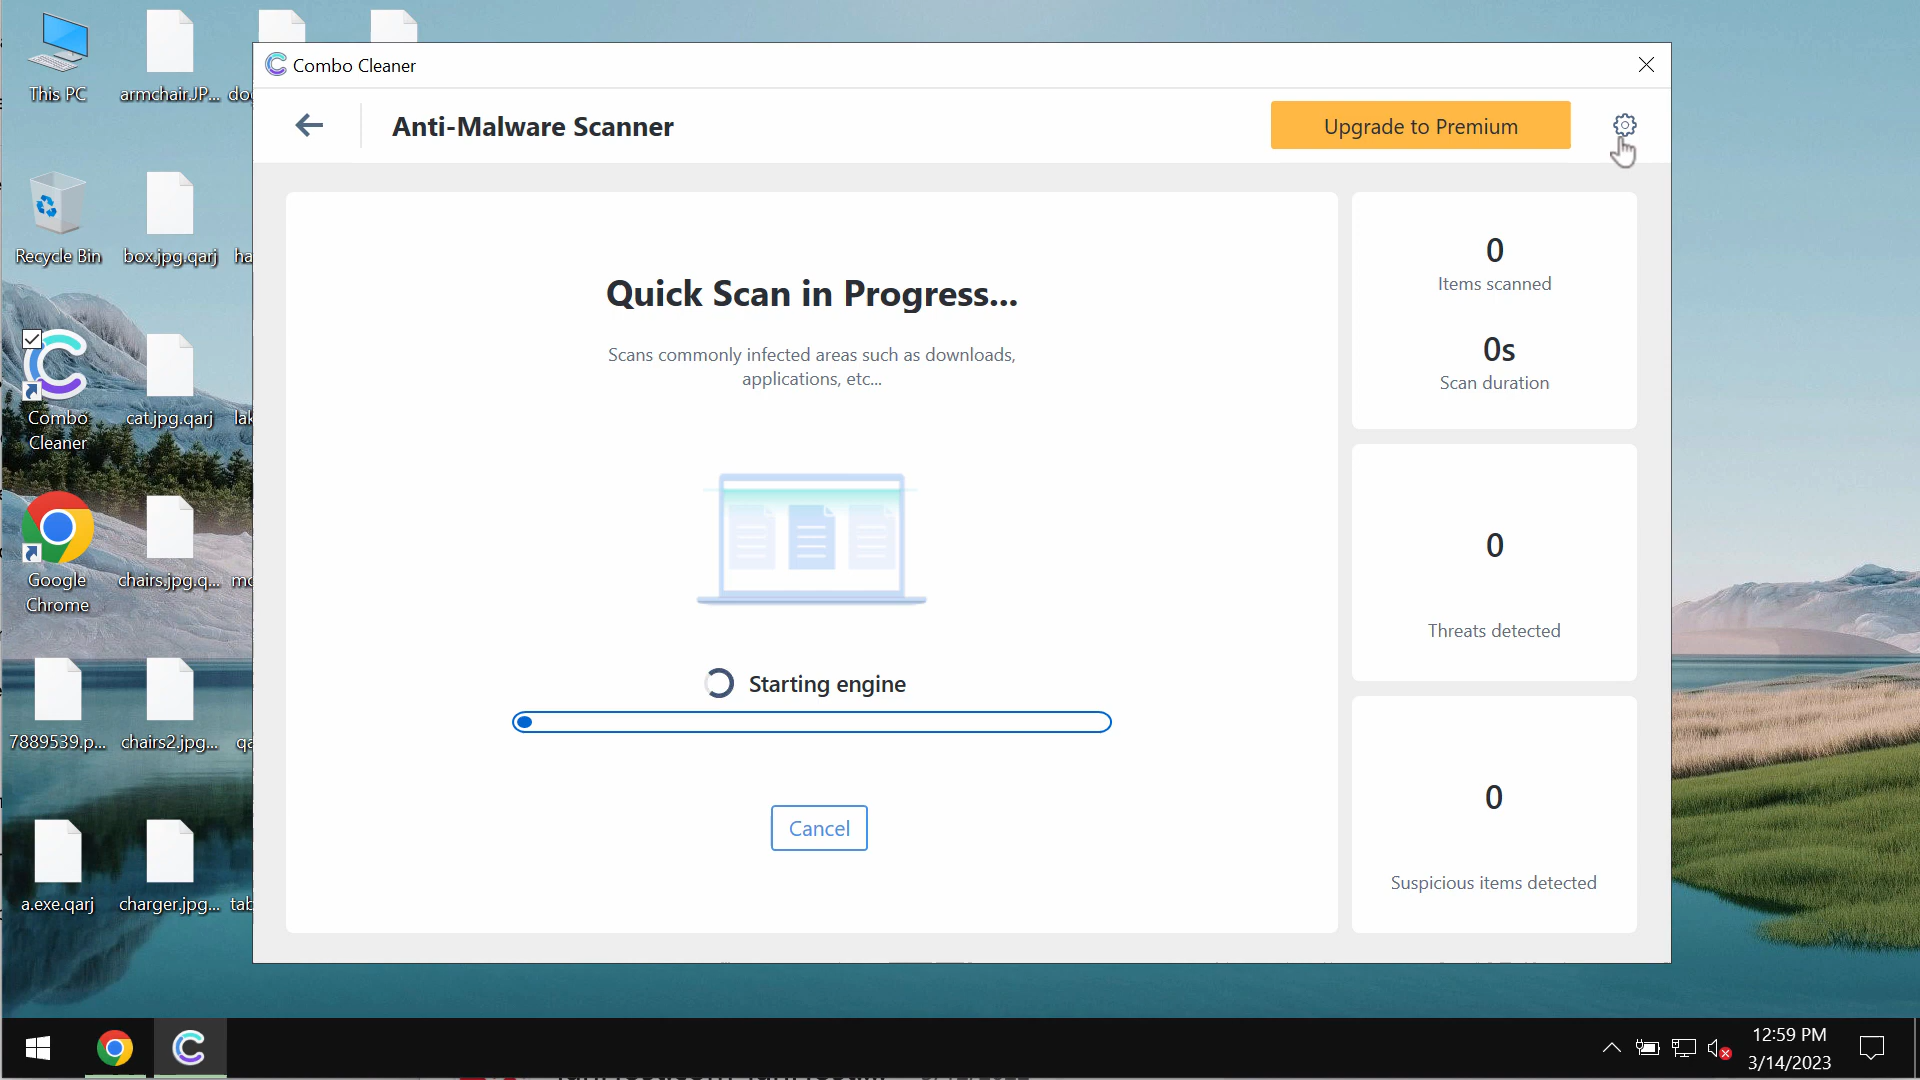 Combo Cleaner
Anti-Malware Scanner
Upgrade to Premium
Quick Scan in Progress...
Scans commonly infected areas such as downloads,
applications, etc...
Starting engine
Cancel
0
Items scanned
0s
Scan duration
0
Threats detected
0
Suspicious items detected
This PC
armchair.JP...
Recycle Bin
box.jpg.qarj
Combo
Cleaner
cat.jpg.qarj
Google
Chrome
chairs.jpg.q...
7889539.p...
chairs2.jpg...
a.exe.qarj
charger.jpg...
12:59 PM
3/14/2023